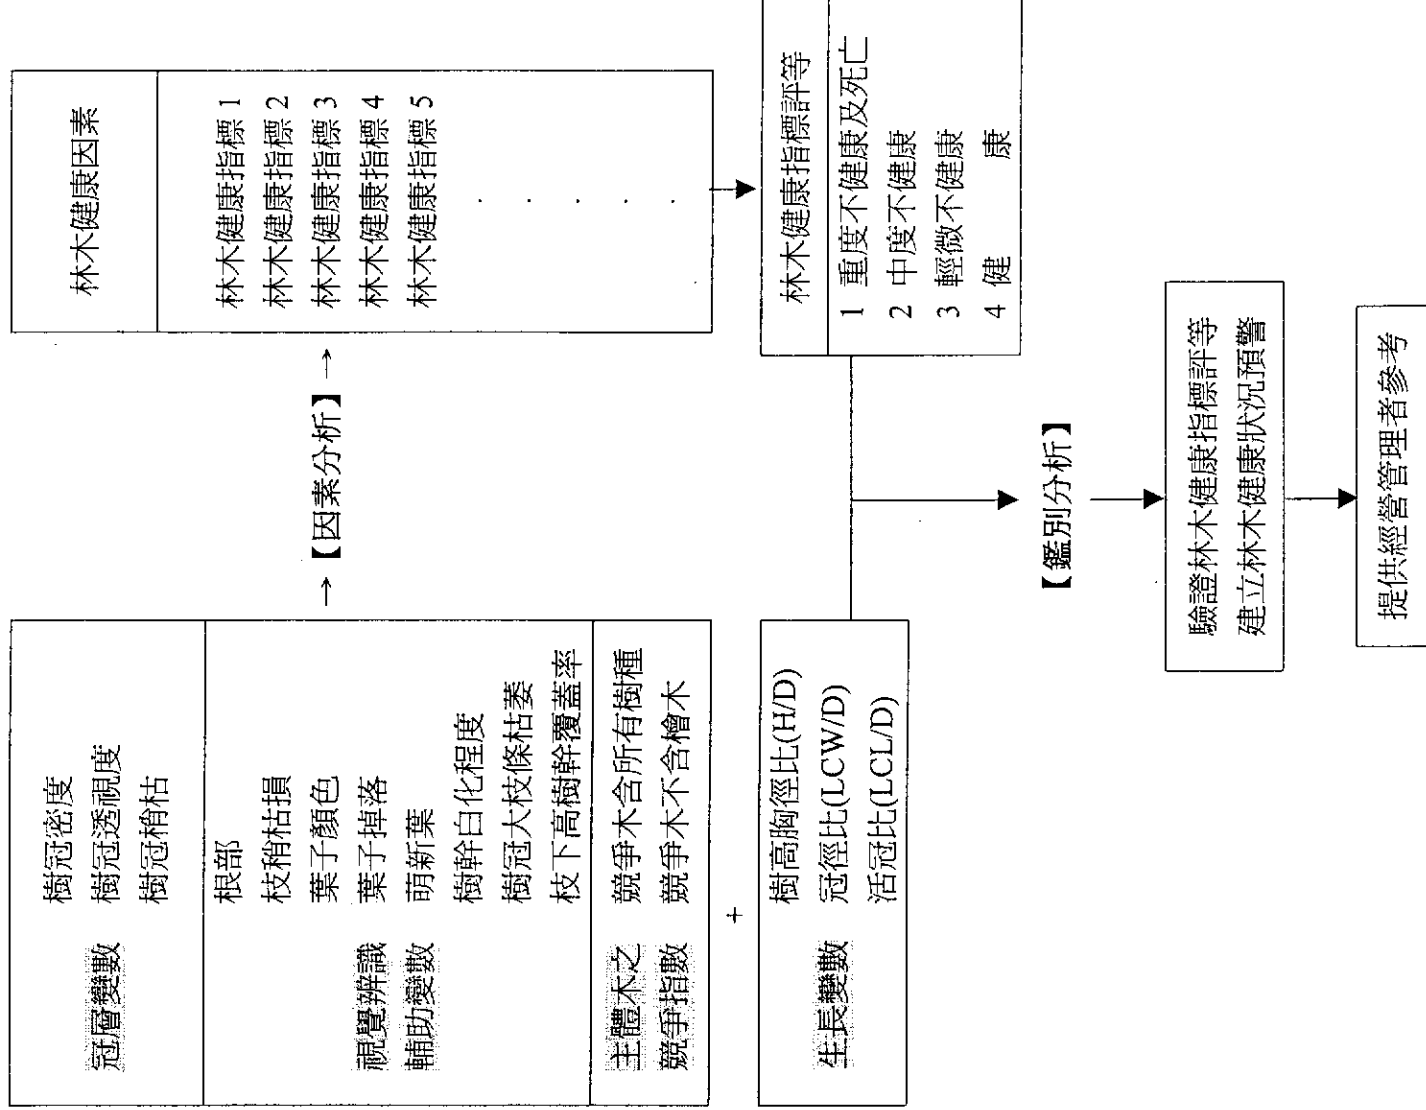 冠層變數
樹冠密度
樹冠透視度
樹冠梢枯
視覺辨識
輔助變數
根部
枝梢枯損
葉子顏色
葉子掉落
萌新葉
樹幹白化程度
樹冠大枝條枯萎
枝下高樹幹覆蓋率
主體木之
競爭指數
競爭木含所有樹種
競爭木不含檜木
+
生長變數
樹高胸徑比(H/D)
冠徑比(LCW/D)
活冠比(LCL/D)
→【因素分析】→
林木健康因素
林木健康指標 1
林木健康指標 2
林木健康指標 3
林木健康指標 4
林木健康指標 5
. . . . .
林木健康指標評等
1 重度不健康及死亡
2 中度不健康
3 輕微不健康
4 健 康
【鑑別分析】
驗證林木健康指標評等
建立林木健康狀況預警
提供經營管理者參考